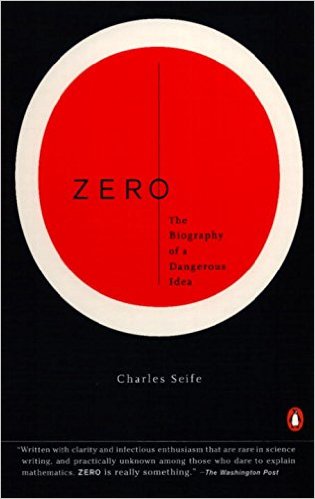 ZERO
The
Biography
of a
Dangerous
Idea
Charles Seife
"Written with clarity and infectious enthusiasm that are rare in science
writing, and practically unknown among those who dare to explain
mathematics. ZERO is really something." –The Washington Post